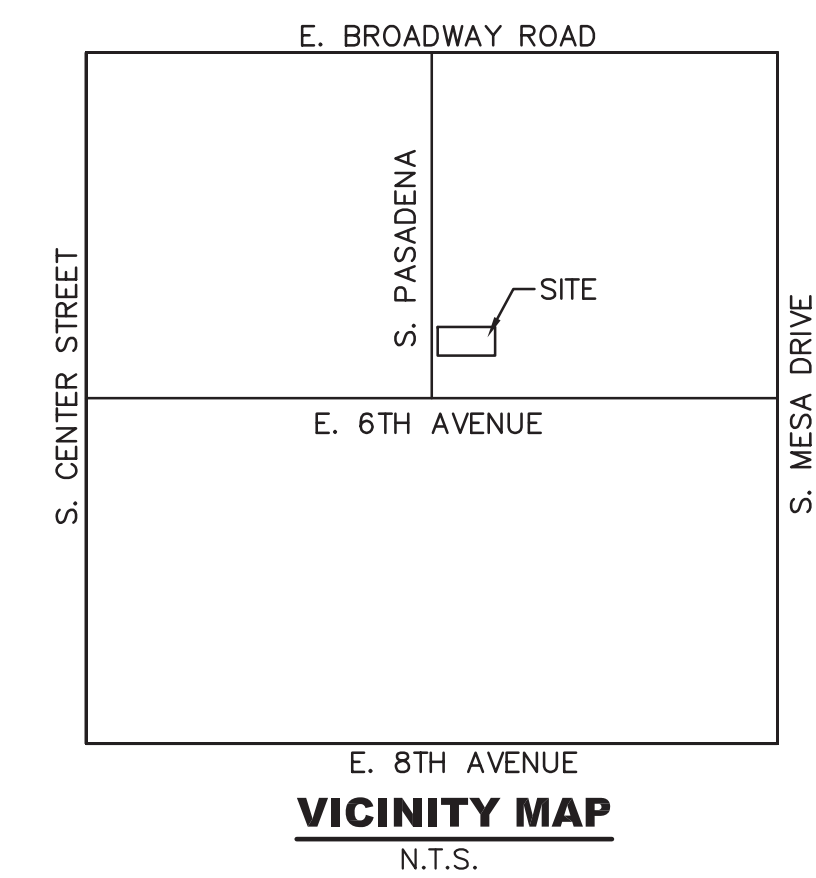 E. BROADWAY ROAD
S. PASADENA
S. CENTER STREET
SITE
S. MESA DRIVE
E. 6TH AVENUE
E. 8TH AVENUE
VICINITY MAP
N.T.S.